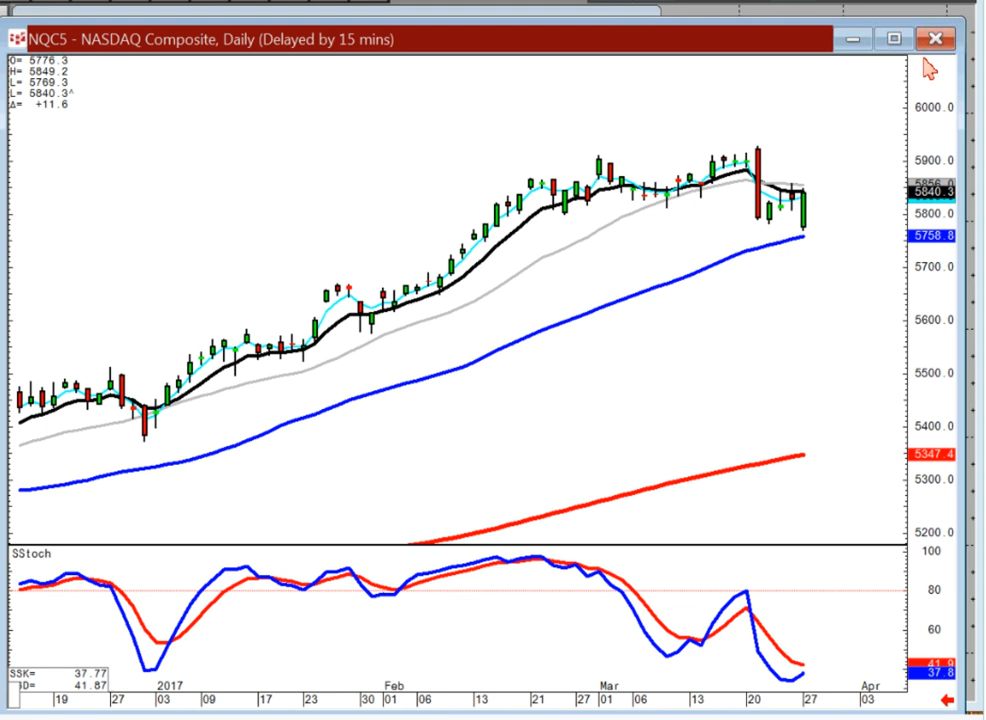 NQC5 - NASDAQ Composite, Daily (Delayed by 15 mins)
O= 5776.3
H= 5849.2
L= 5769.3
L= 5840.3^
Δ= +11.6
6000.0
5900.0
5856.0
5840.3
5800.0
5758.8
5700.0
5600.0
5500.0
5400.0
5347.4
5300.0
5200.0
SStoch
100
80
60
41.9
37.8
SSK= 37.77
D= 41.87
2017 Feb Mar Apr
19 27 03 09 17 23 30 01 06 13 21 27 01 06 13 20 27 03